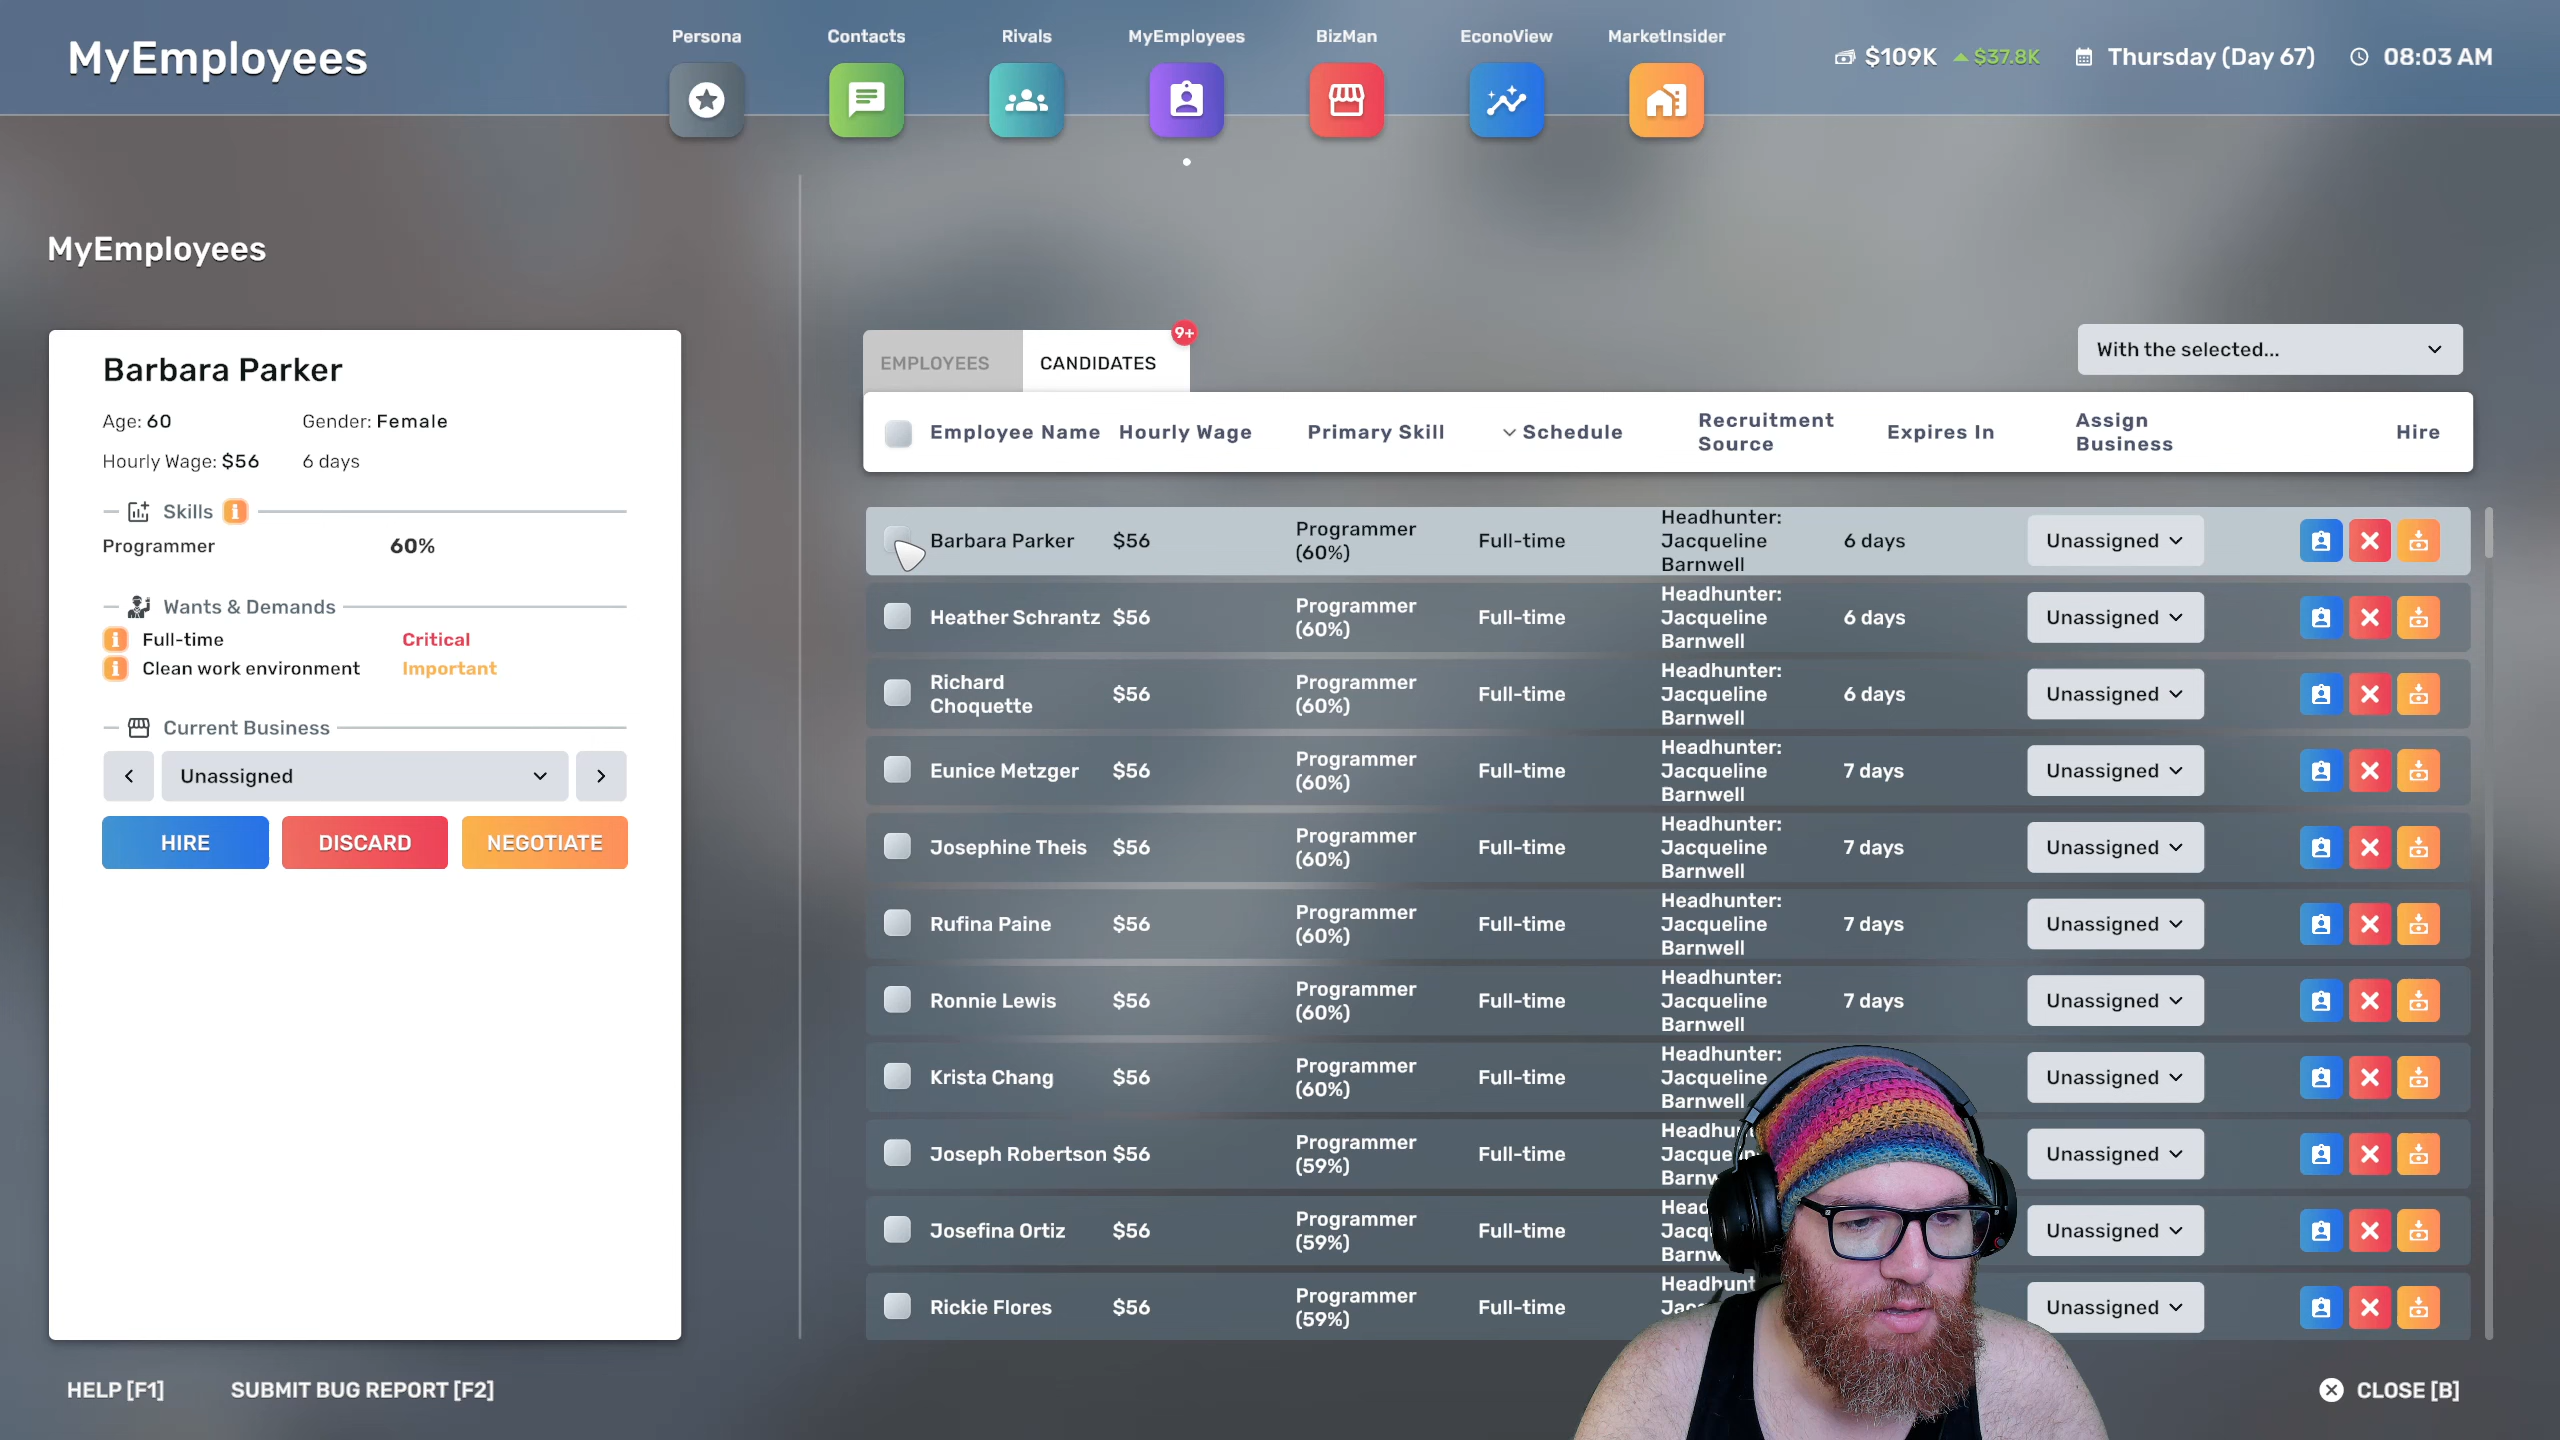 MyEmployees
Persona
Contacts
Rivals
MyEmployees
BizMan
EconoView
MarketInsider
$109K
$37.8K
Thursday (Day 67)
08:03 AM
MyEmployees
Barbara Parker
Age: 60
Gender: Female
Hourly Wage: $56
6 days
Skills
Programmer
60%
Wants & Demands
Full-time
Critical
Clean work environment
Important
Current Business
Unassigned
HIRE
DISCARD
NEGOTIATE
EMPLOYEES
CANDIDATES
9+
With the selected...
Employee Name
Hourly Wage
Primary Skill
Schedule
Recruitment
Source
Expires In
Assign
Business
Hire
Barbara Parker
$56
Programmer
(60%)
Full-time
Headhunter:
Jacqueline
Barnwell
6 days
Unassigned
Heather Schrantz
$56
Programmer
(60%)
Full-time
Headhunter:
Jacqueline
Barnwell
6 days
Unassigned
Richard
Choquette
$56
Programmer
(60%)
Full-time
Headhunter:
Jacqueline
Barnwell
6 days
Unassigned
Eunice Metzger
$56
Programmer
(60%)
Full-time
Headhunter:
Jacqueline
Barnwell
7 days
Unassigned
Josephine Theis
$56
Programmer
(60%)
Full-time
Headhunter:
Jacqueline
Barnwell
7 days
Unassigned
Rufina Paine
$56
Programmer
(60%)
Full-time
Headhunter:
Jacqueline
Barnwell
7 days
Unassigned
Ronnie Lewis
$56
Programmer
(60%)
Full-time
Headhunter:
Jacqueline
Barnwell
7 days
Unassigned
Krista Chang
$56
Programmer
(60%)
Full-time
Headhunter:
Jacqueline
Barnwell
Unassigned
Joseph Robertson
$56
Programmer
(59%)
Full-time
Unassigned
Josefina Ortiz
$56
Programmer
(59%)
Full-time
Unassigned
Rickie Flores
$56
Programmer
(59%)
Full-time
Unassigned
HELP [F1]
SUBMIT BUG REPORT [F2]
CLOSE [B]